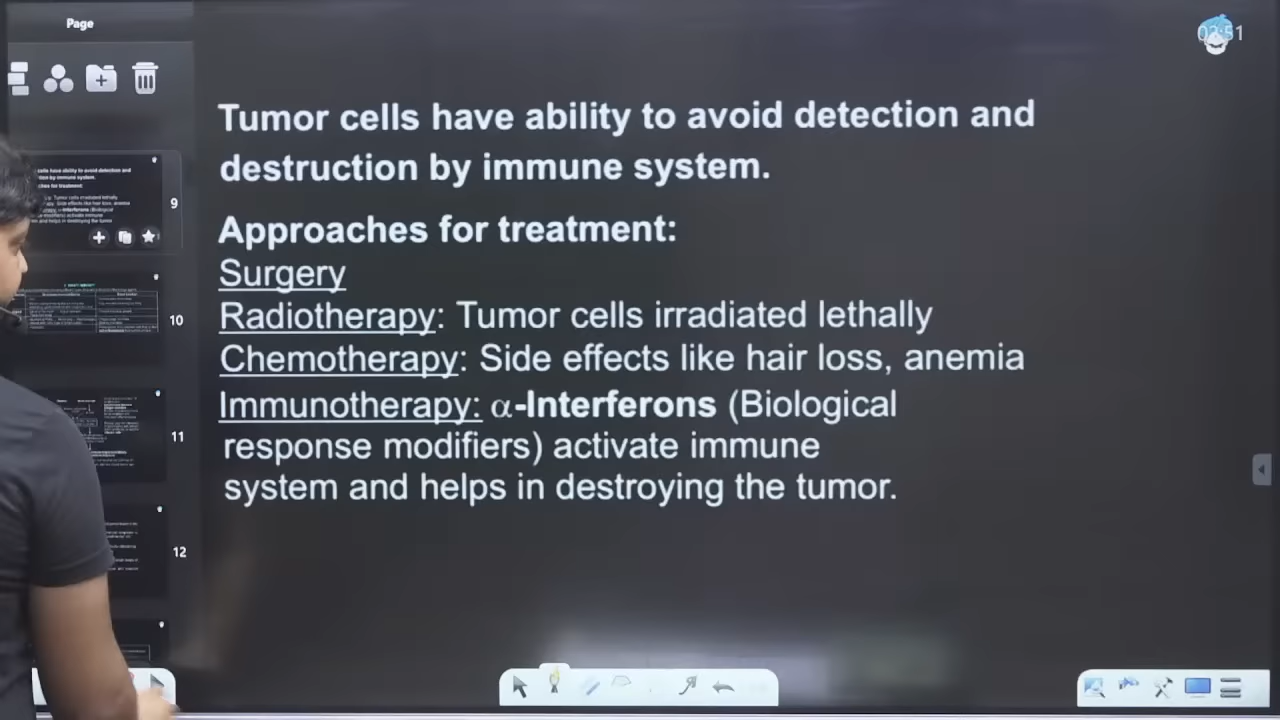 Page
02:51
Tumor cells have ability to avoid detection and
destruction by immune system.
Approaches for treatment:
Surgery
Radiotherapy: Tumor cells irradiated lethally
Chemotherapy: Side effects like hair loss, anemia
Immunotherapy: α-Interferons (Biological
response modifiers) activate immune
system and helps in destroying the tumor.
9
10
11
12